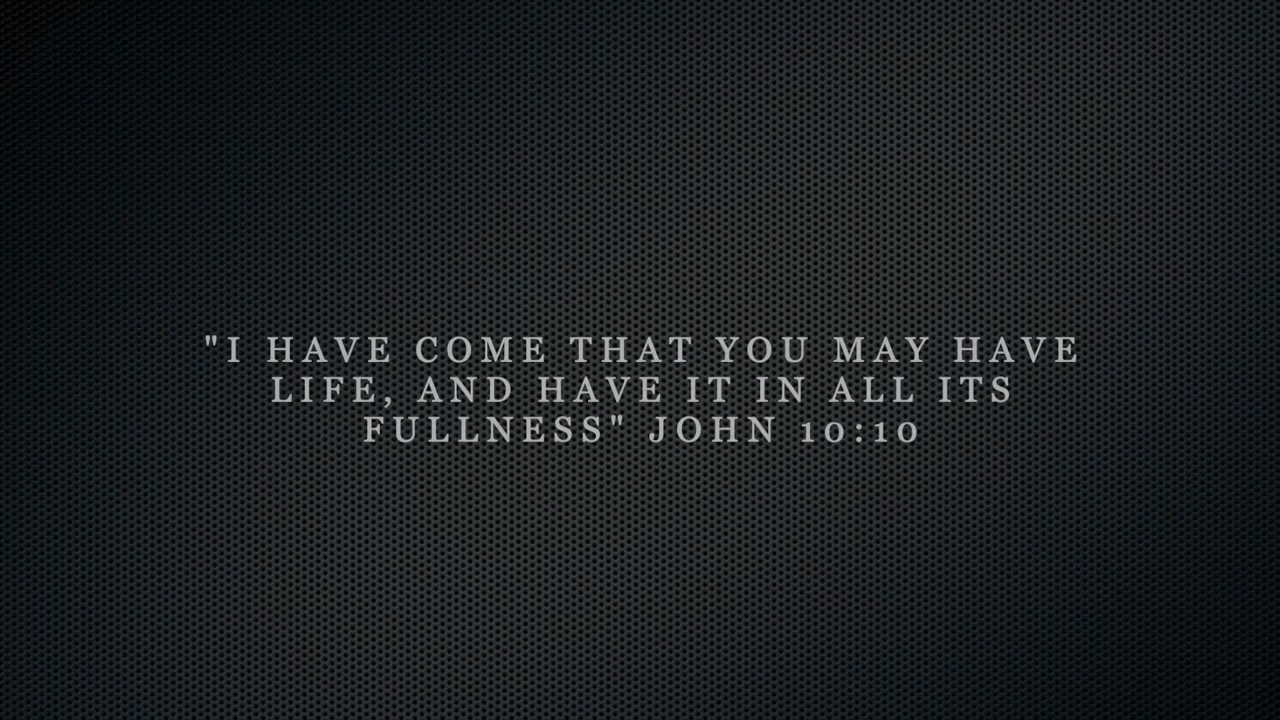 "I HAVE COME THAT YOU MAY HAVE
LIFE, AND HAVE IT IN ALL ITS
FULLNESS" JOHN 10:10